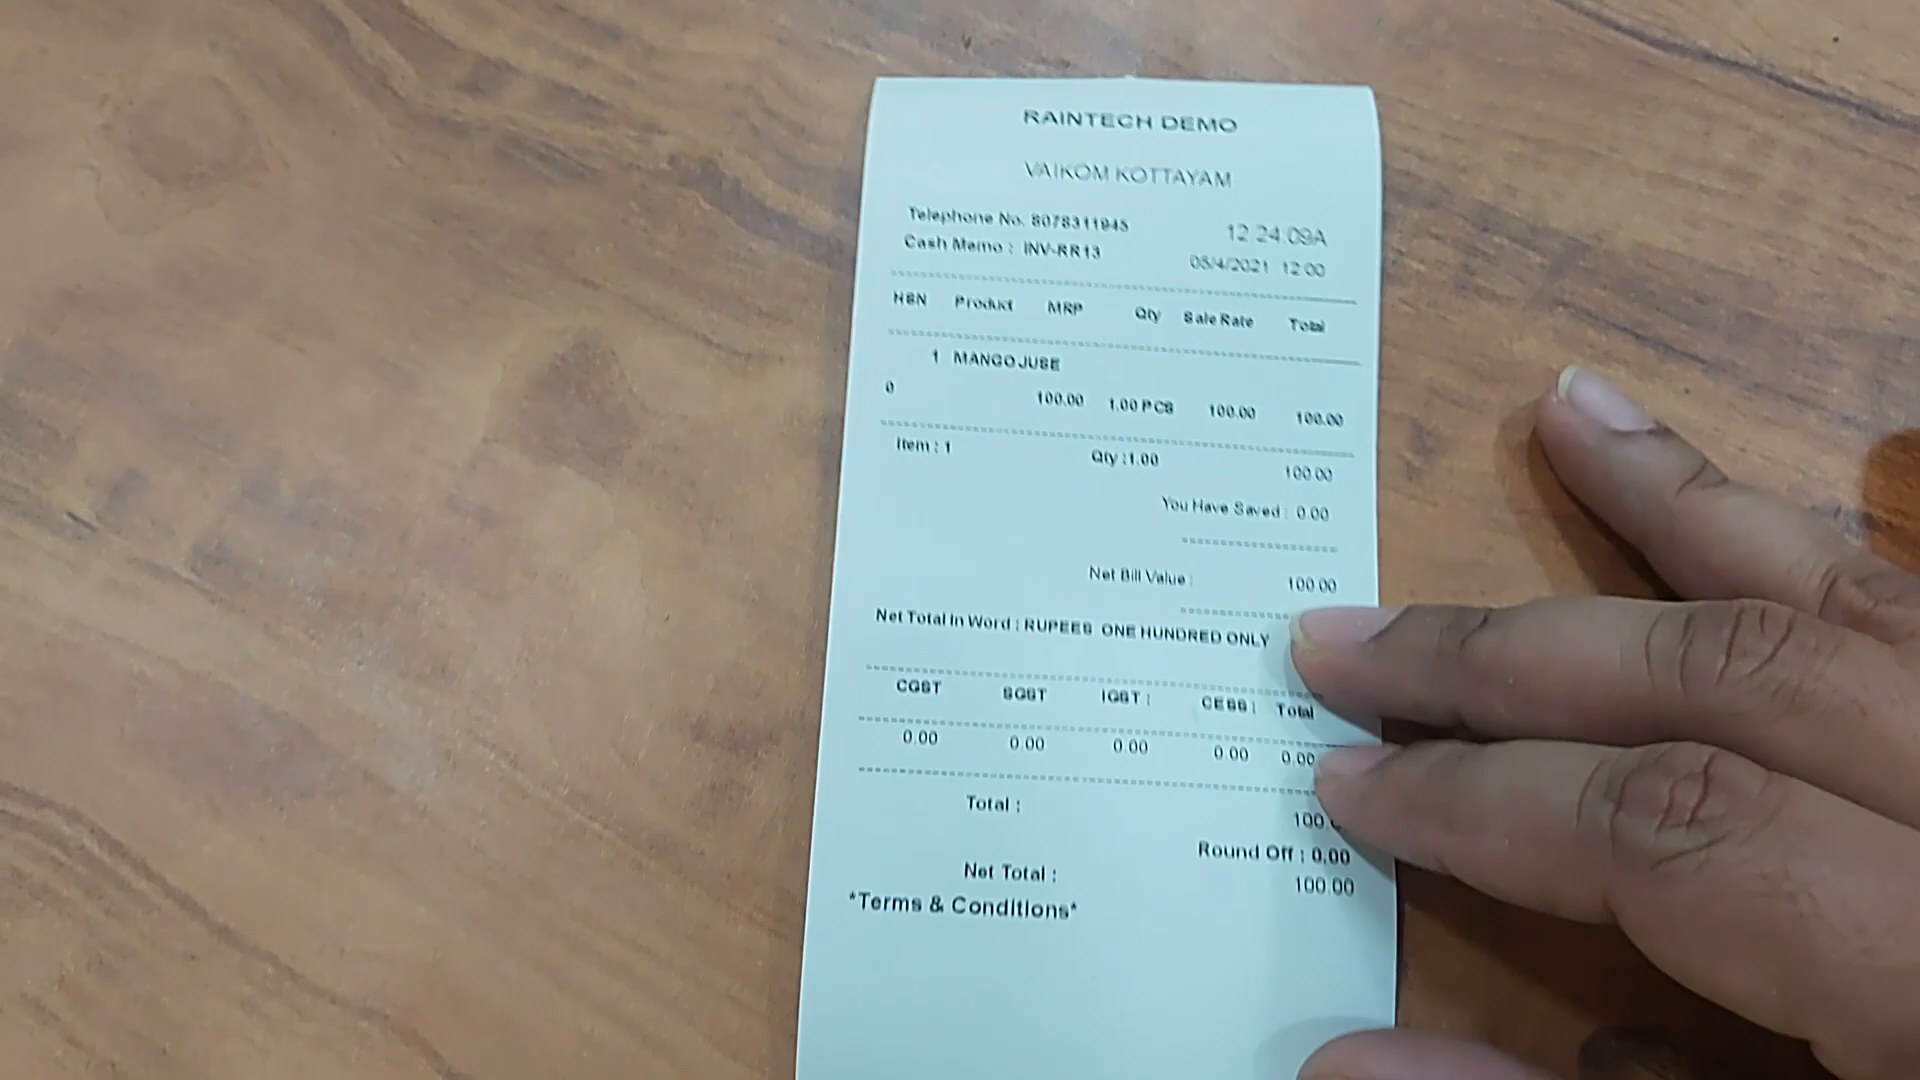 RAINTECH DEMO
VAIKOM KOTTAYAM
Telephone No. 8078311945 12 24.09A
Cash Memo : INV-RR13 05/4/2021 12:00
HSN Product MRP Qty Sale Rate Total
1 MANGO JUSE
0 100.00 1.00 PCS 100.00 100.00
Item : 1 Qty :1.00 100.00
You Have Saved : 0.00
Net Bill Value : 100.00
Net Total In Word : RUPEES ONE HUNDRED ONLY
CGST SGST IGST : CESS : Total
0.00 0.00 0.00 0.00 0.00
Total : 100.
Round Off : 0.00
Net Total : 100.00
*Terms & Conditions*